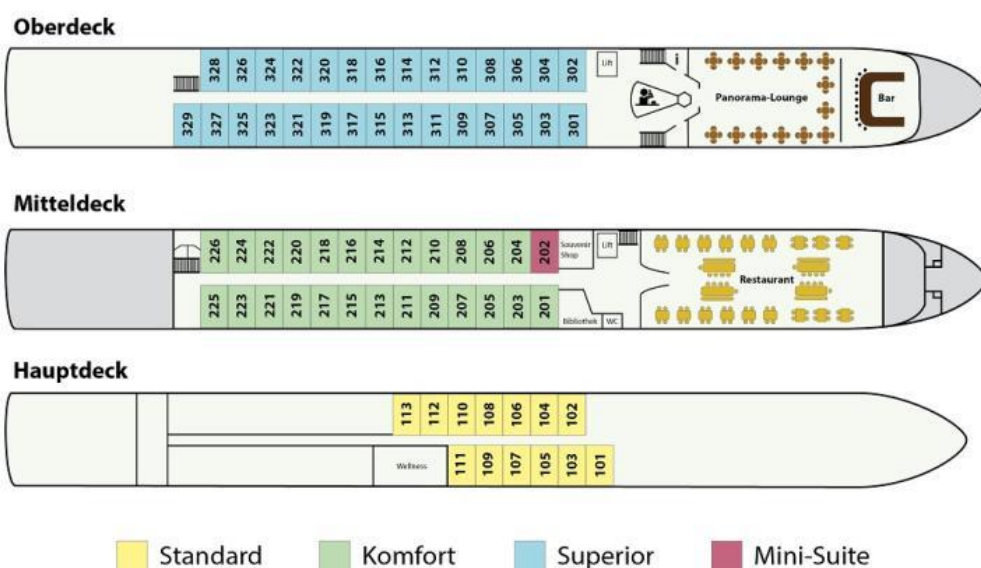 Oberdeck
328 326 324 322 320 318 316 314 312 310 308 306 304 302
Lift
Panorama-Lounge
Bar
329 327 325 323 321 319 317 315 313 311 309 307 305 303 301
Mitteldeck
226 224 222 220 218 216 214 212 210 208 206 204 202
Souvenir
Shop
Lift
Restaurant
225 223 221 219 217 215 213 211 209 207 205 203 201
Bibliothek
WC
Hauptdeck
113 112 110 108 106 104 102
Wellness
111 109 107 105 103 101
Standard Komfort Superior Mini-Suite